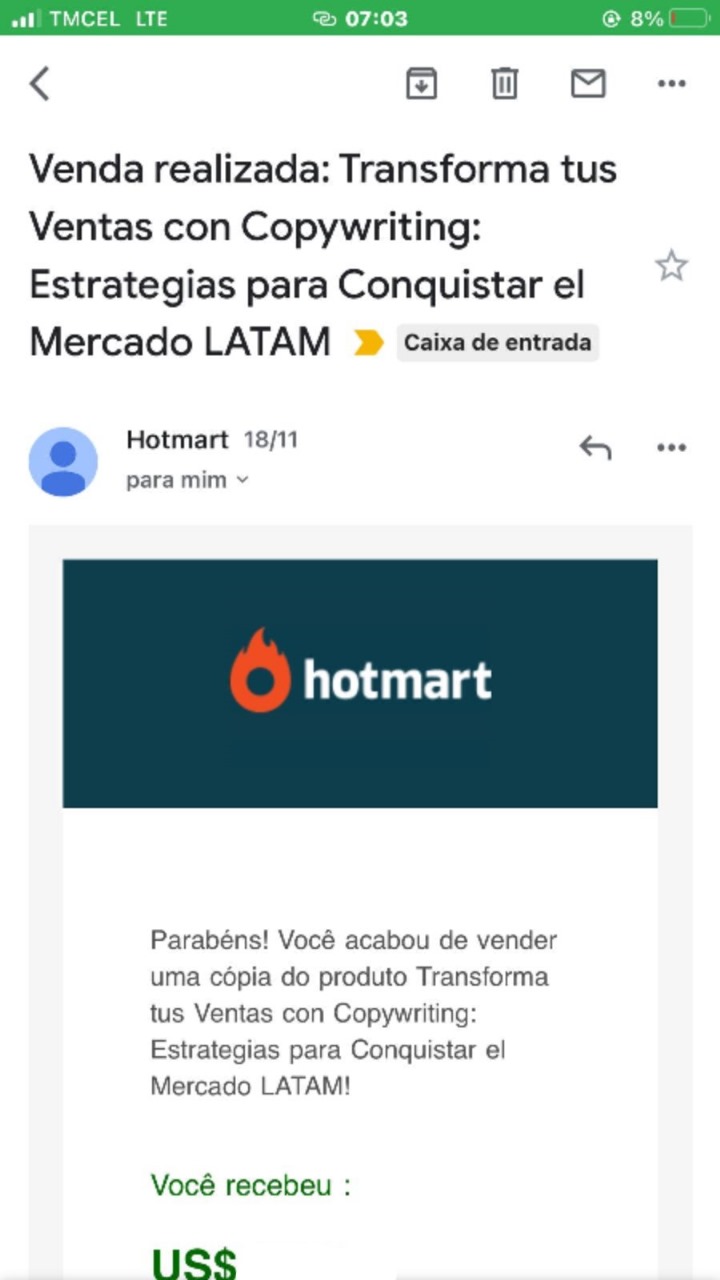 TMCEL LTE 07:03 8%
Venda realizada: Transforma tus
Ventas con Copywriting:
Estrategias para Conquistar el
Mercado LATAM Caixa de entrada
Hotmart 18/11
para mim
hotmart
Parabéns! Você acabou de vender
uma cópia do produto Transforma
tus Ventas con Copywriting:
Estrategias para Conquistar el
Mercado LATAM!
Você recebeu :
US$